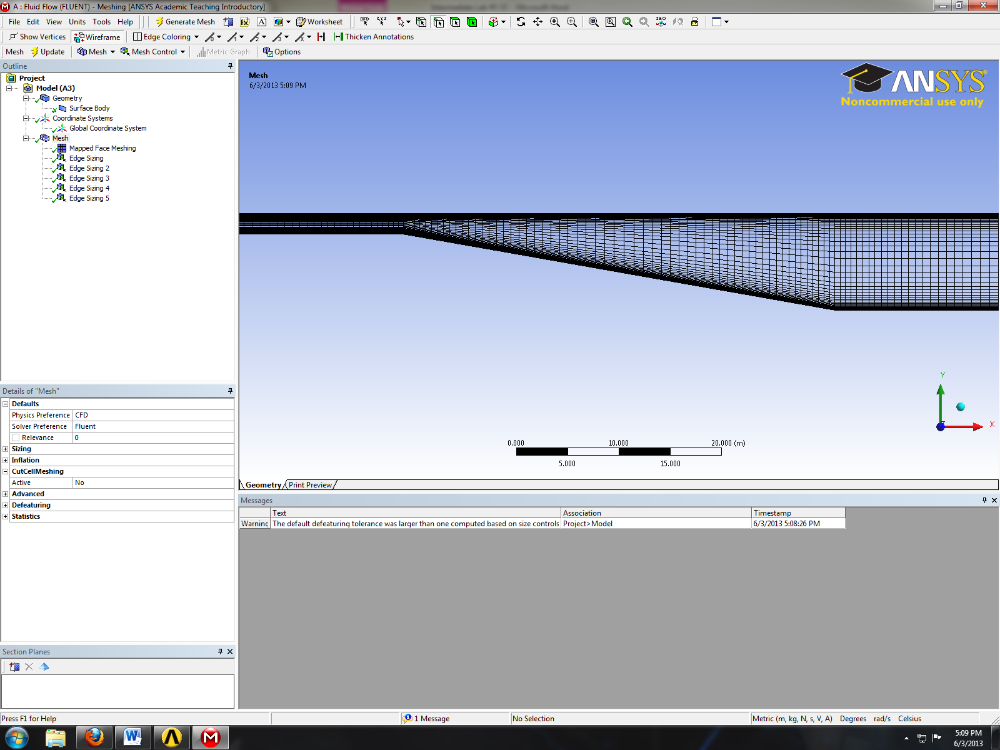 A : Fluid Flow (FLUENT) - Meshing [ANSYS Academic Teaching Introductory]
File Edit View Units Tools Help Generate Mesh Worksheet
Show Vertices Wireframe Edge Coloring Thicken Annotations
Mesh Update Mesh Mesh Control Metric Graph Options
Outline
Project
Model (A3)
Geometry
Surface Body
Coordinate Systems
Global Coordinate System
Mesh
Mapped Face Meshing
Edge Sizing
Edge Sizing 2
Edge Sizing 3
Edge Sizing 4
Edge Sizing 5
Mesh
6/3/2013 5:09 PM
ANSYS
Noncommercial use only
Y
X
Z
0.000 10.000 20.000 (m)
5.000 15.000
Geometry Print Preview
Details of "Mesh"
Defaults
Physics Preference CFD
Solver Preference Fluent
Relevance 0
Sizing
Inflation
CutCellMeshing
Active No
Advanced
Defeaturing
Statistics
Messages
Text Association Timestamp
Warning The default defeaturing tolerance was larger than one computed based on size controls Project>Model 6/3/2013 5:08:26 PM
Section Planes
Press F1 for Help 1 Message No Selection Metric (m, kg, N, s, V, A) Degrees rad/s Celsius
5:09 PM
6/3/2013